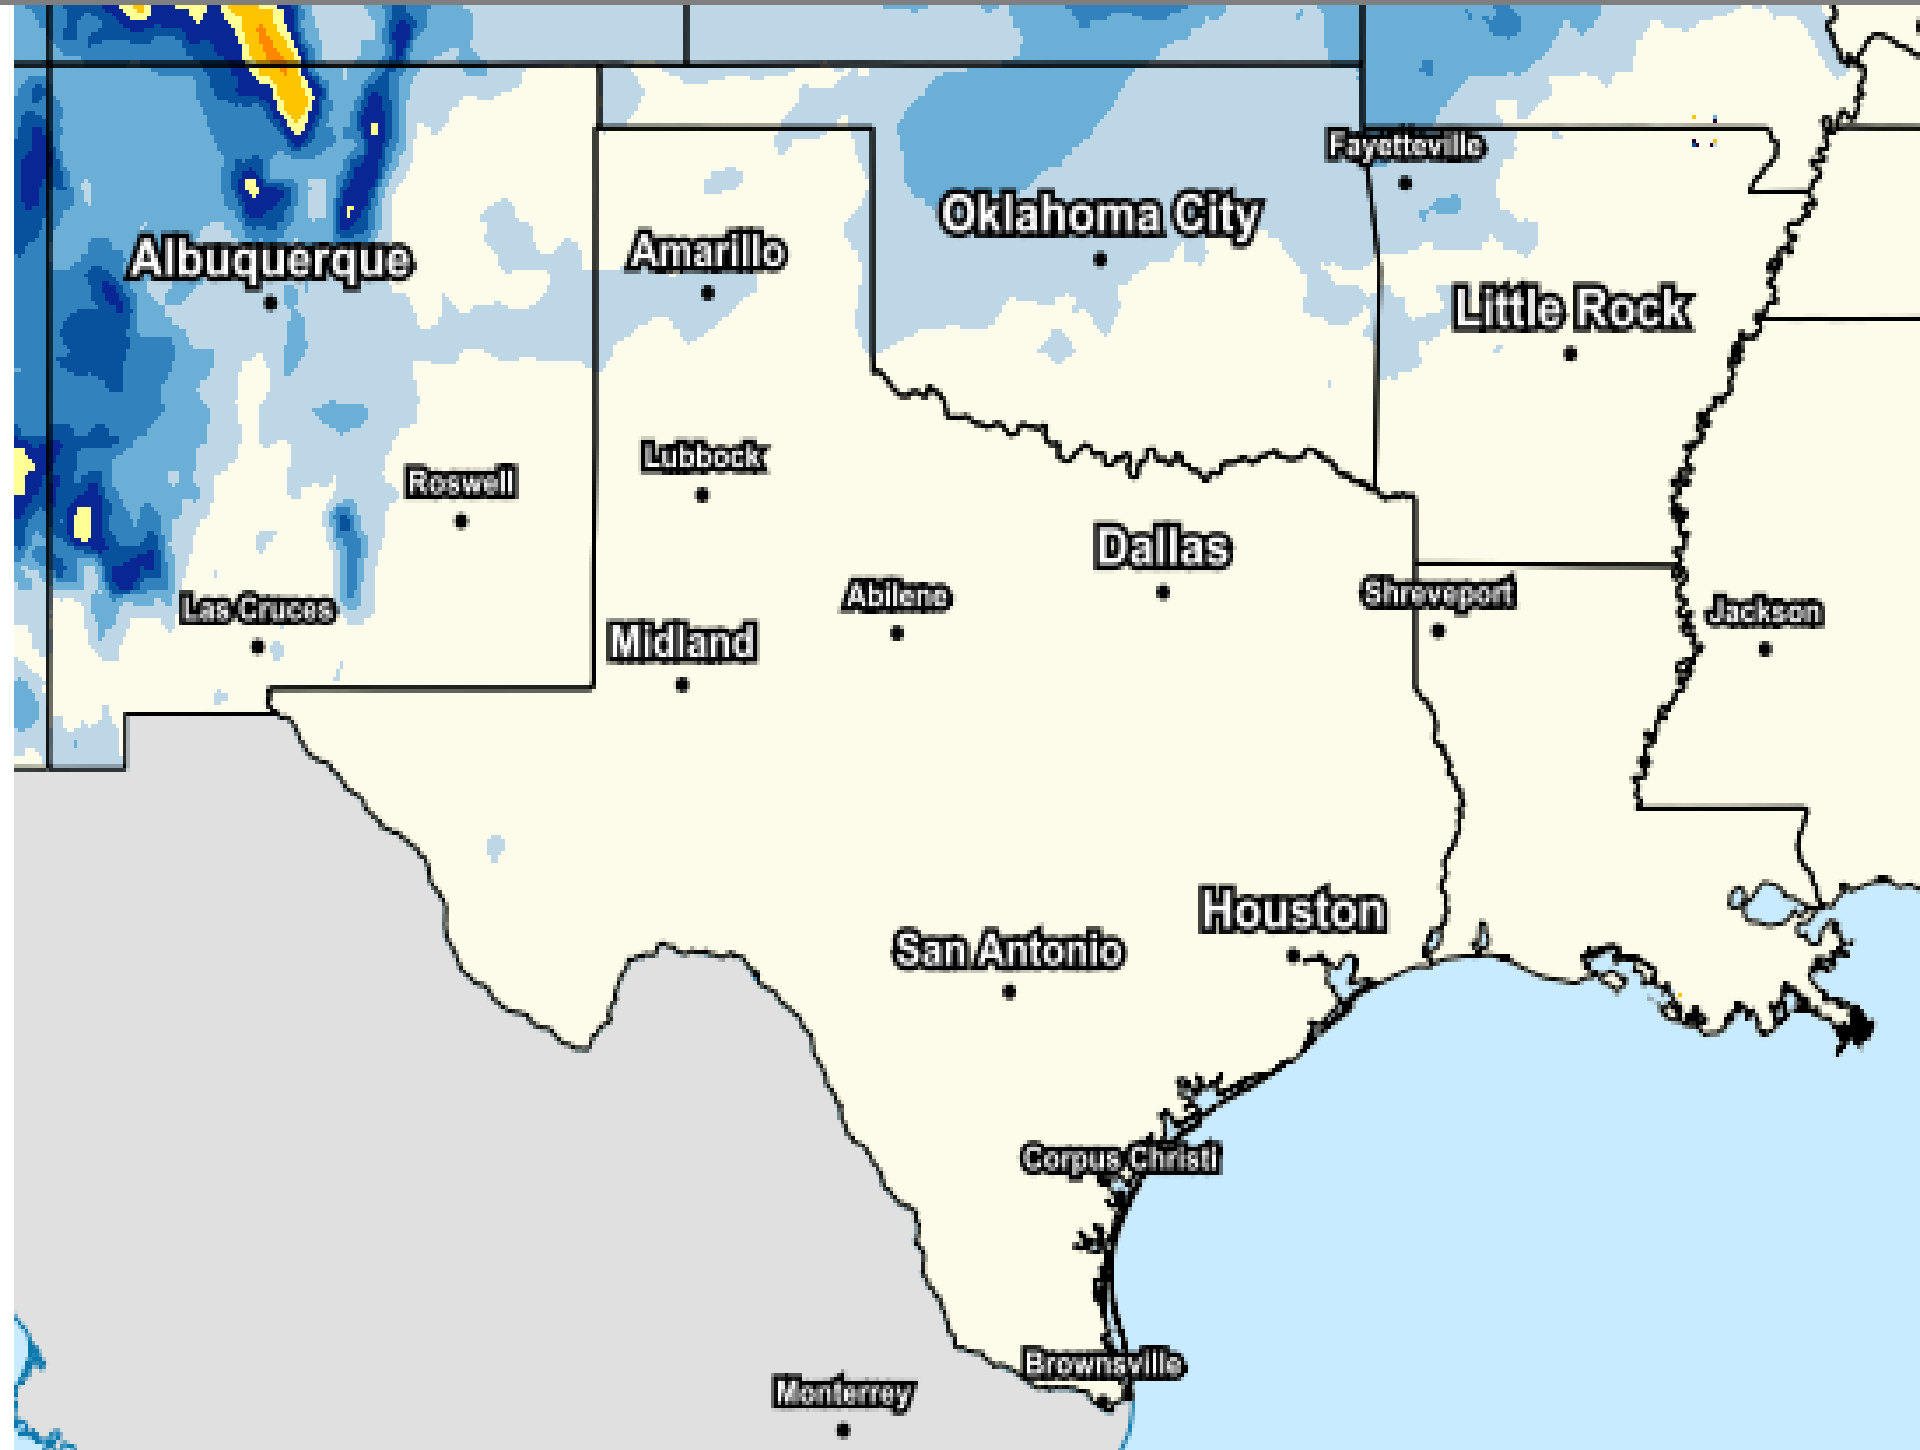 Fayetteville
Oklahoma City
Albuquerque
Amarillo
Little Rock
Lubbock
Roswell
Dallas
Abilene
Shreveport
Las Cruces
Jackson
Midland
Houston
San Antonio
Corpus Christi
Brownsville
Monterrey